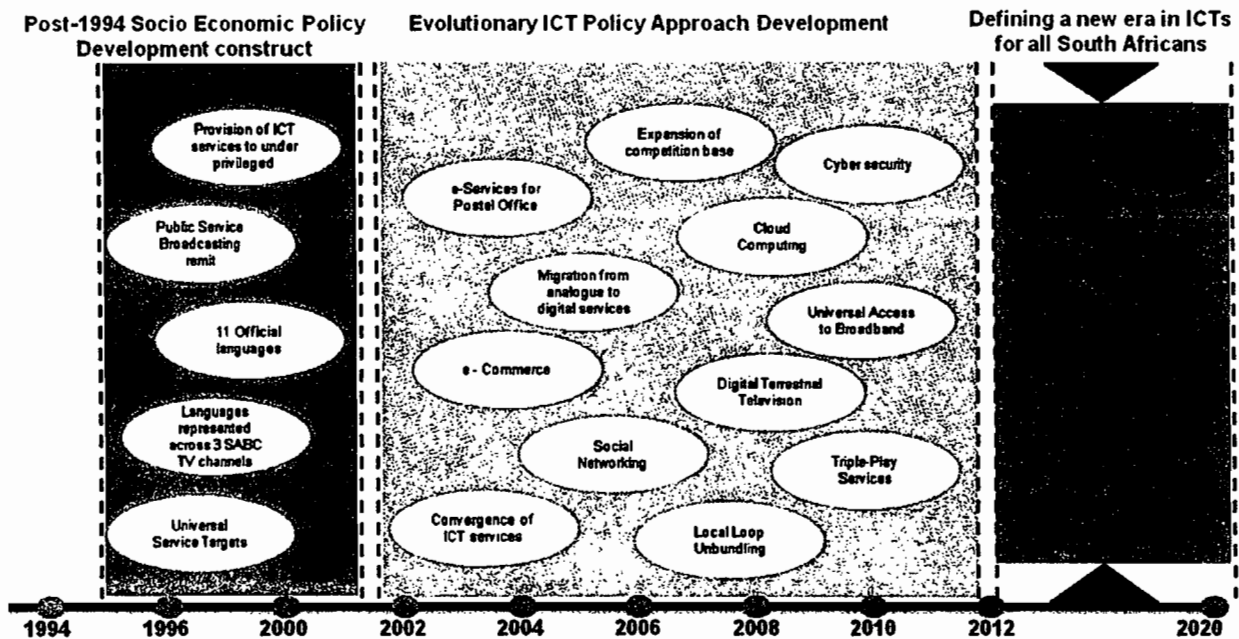 Post-1994 Socio Economic Policy
Development construct
Evolutionary ICT Policy Approach Development
Defining a new era in ICTs
for all South Africans
Provision of ICT
services to under
privileged
Public Service
Broadcasting
remit
11 Official
languages
Languages
represented
across 3 SABC
TV channels
Universal
Service Targets
Expansion of
competition base
Cyber security
e-Services for
Postel Office
Cloud
Computing
Migration from
analogue to
digital services
Universal Access
to Broadband
e - Commerce
Digital Terrestrial
Television
Social
Networking
Triple-Play
Services
Convergence of
ICT services
Local Loop
Unbundling
1994
1996
2000
2002
2004
2006
2008
2010
2012
2020